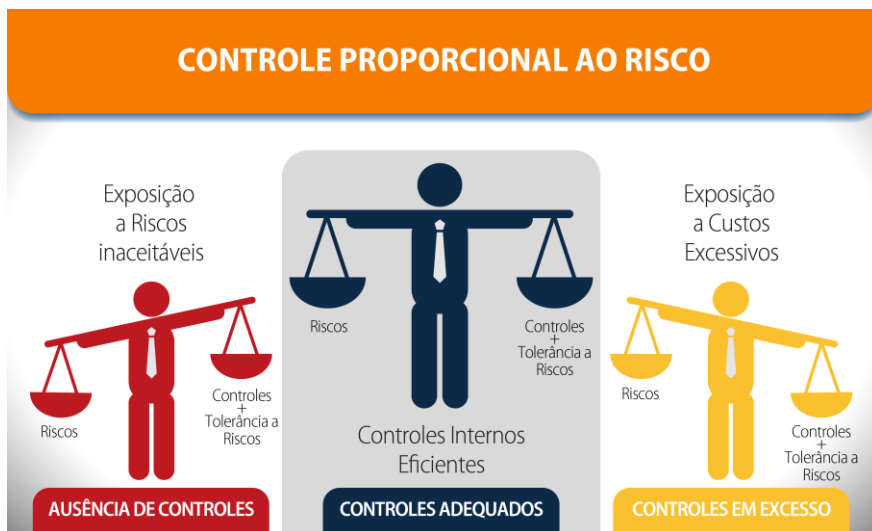 CONTROLE PROPORCIONAL AO RISCO
Exposição
a Riscos
inaceitáveis
Riscos
Controles
+
Tolerância a
Riscos
AUSÊNCIA DE CONTROLES
Riscos
Controles
+
Tolerância a
Riscos
Controles Internos
Eficientes
CONTROLES ADEQUADOS
Exposição
a Custos
Excessivos
Riscos
Controles
+
Tolerância a
Riscos
CONTROLES EM EXCESSO